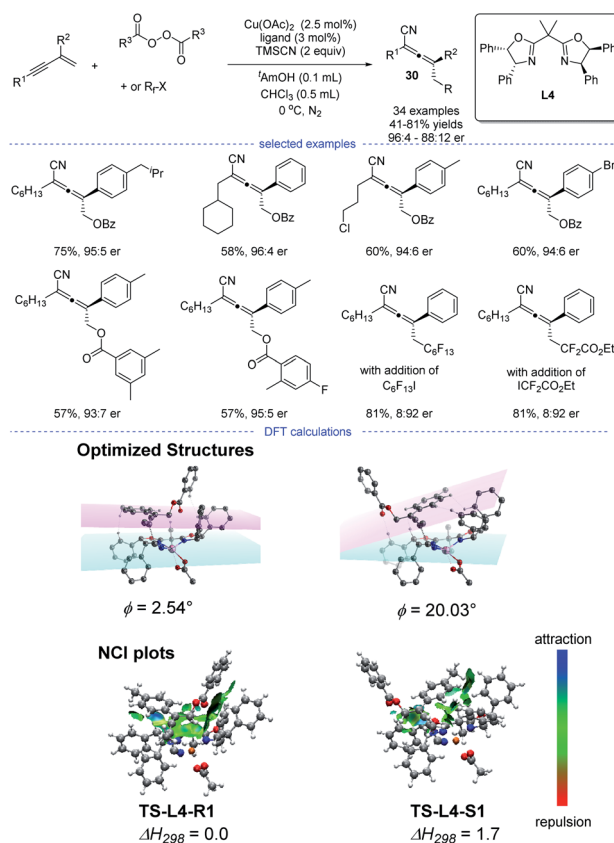 Cu(OAc)₂ (2.5 mol%)
ligand (3 mol%)
TMSCN (2 equiv)
ᵗAmOH (0.1 mL)
CHCl₃ (0.5 mL)
0 °C, N₂
R¹
R²
+
R³
O
O
O
O
R³
+ or Rf-X
CN
R¹
R²
R
30
34 examples
41-81% yields
96:4 - 88:12 er
Ph
O
N
Ph
O
N
Ph
Ph
L4
selected examples
CN
C₆H₁₃
ⁱPr
OBz
75%, 95:5 er
CN
OBz
58%, 96:4 er
CN
Cl
OBz
60%, 94:6 er
CN
C₆H₁₃
Br
OBz
60%, 94:6 er
CN
C₆H₁₃
O
O
57%, 93:7 er
CN
C₆H₁₃
O
O
F
57%, 95:5 er
CN
C₆H₁₃
C₆F₁₃
with addition of
C₆F₁₃I
81%, 8:92 er
CN
C₆H₁₃
CF₂CO₂Et
with addition of
ICF₂CO₂Et
81%, 8:92 er
DFT calculations
Optimized Structures
ϕ = 2.54°
ϕ = 20.03°
NCI plots
attraction
repulsion
TS-L4-R1
ΔH₂₉₈ = 0.0
TS-L4-S1
ΔH₂₉₈ = 1.7